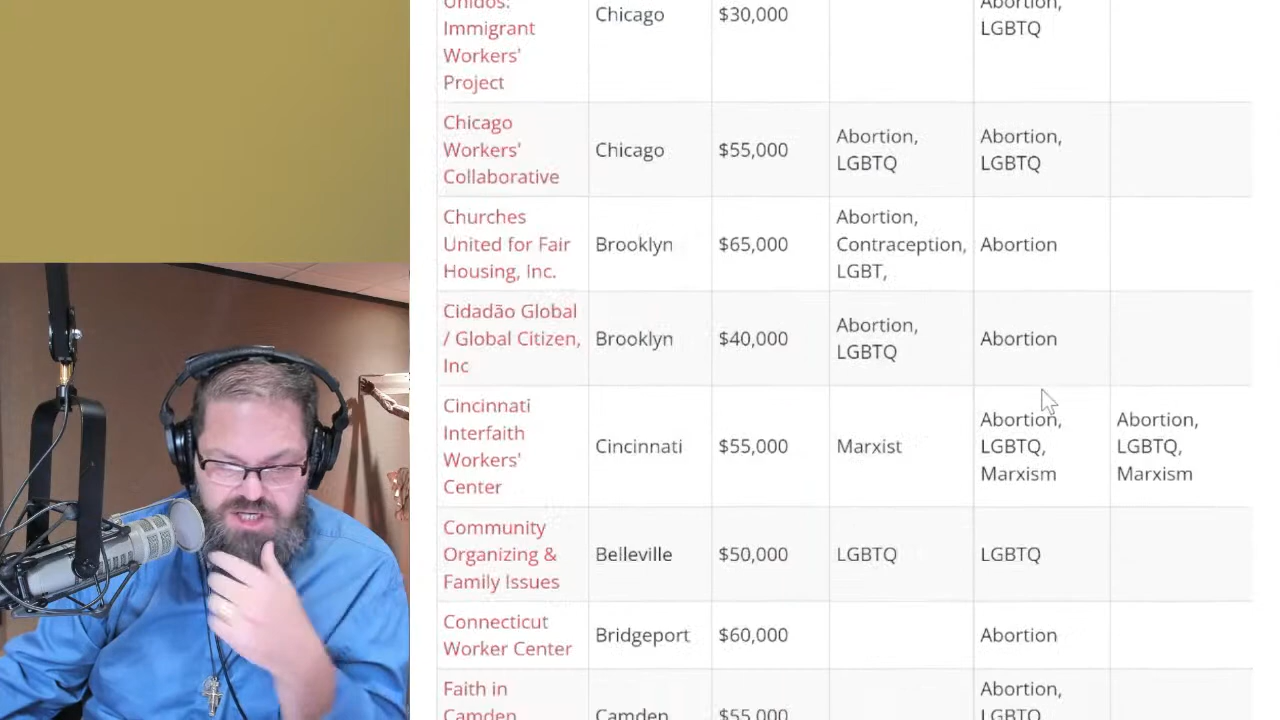 Unidos: Chicago $30,000 Abortion,
Immigrant LGBTQ
Workers'
Project
Chicago
Workers' Chicago $55,000 Abortion, Abortion,
Collaborative LGBTQ LGBTQ
Churches Abortion,
United for Fair Brooklyn $65,000 Contraception, Abortion
Housing, Inc. LGBT,
Cidadão Global Abortion,
/ Global Citizen, Brooklyn $40,000 LGBTQ Abortion
Inc
Cincinnati Abortion, Abortion,
Interfaith Cincinnati $55,000 Marxist LGBTQ, LGBTQ,
Workers' Marxism Marxism
Center
Community
Organizing & Belleville $50,000 LGBTQ LGBTQ
Family Issues
Connecticut Bridgeport $60,000 Abortion
Worker Center
Faith in Abortion,
Camden Camden $55,000 LGBTQ